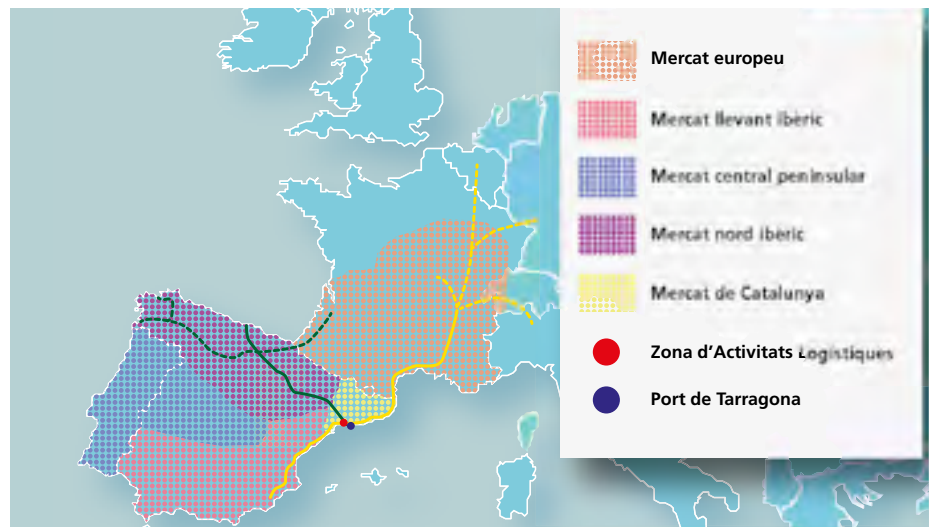 Mercat europeu
Mercat llevant ibèric
Mercat central peninsular
Mercat nord ibèric
Mercat de Catalunya
Zona d’Activitats Logístiques
Port de Tarragona